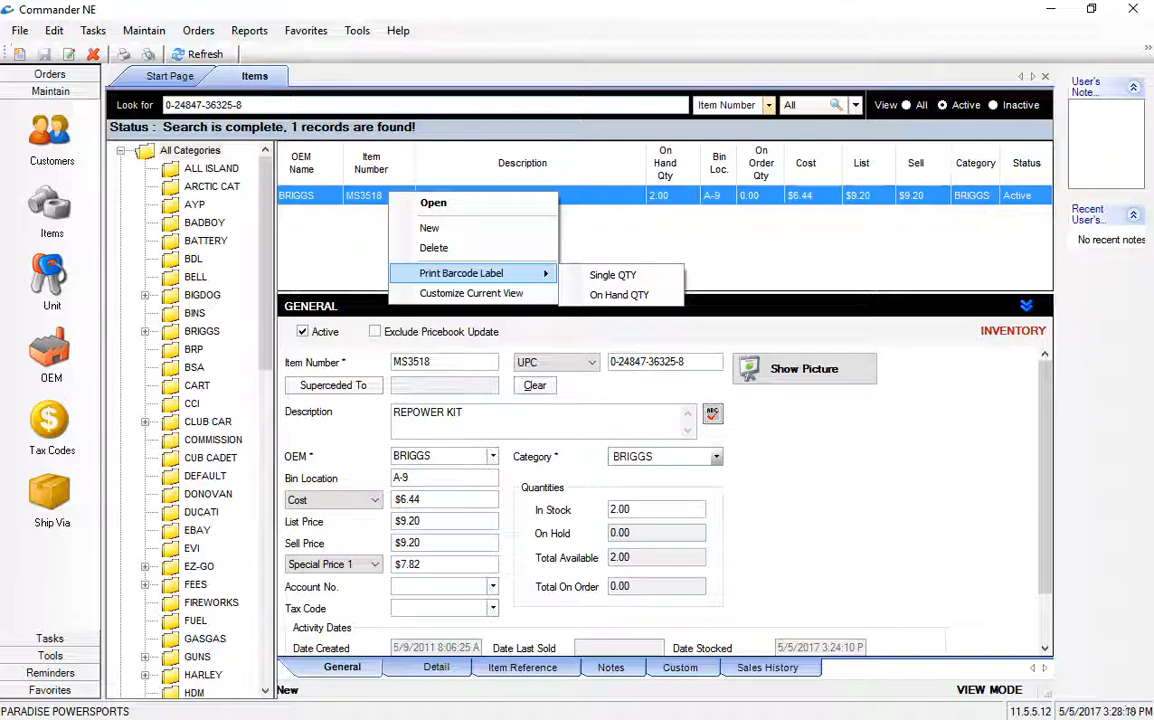 Commander NE
File Edit Tasks Maintain Orders Reports Favorites Tools Help
Refresh
Orders
Maintain
Customers
Items
Unit
OEM
Tax Codes
Ship Via
Tasks
Tools
Reminders
Favorites
Start Page Items
Look for 0-24847-36325-8 Item Number All View All Active Inactive
Status : Search is complete, 1 records are found!
All Categories
ALL ISLAND
ARCTIC CAT
AYP
BADBOY
BATTERY
BDL
BELL
BIGDOG
BINS
BRIGGS
BRP
BSA
CART
CCI
CLUB CAR
COMMISSION
CUB CADET
DEFAULT
DONOVAN
DUCATI
EBAY
EVI
EZ-GO
FEES
FIREWORKS
FUEL
GASGAS
GUNS
HARLEY
HDM
OEM Name Item Number Description On Hand Qty Bin Loc. On Order Qty Cost List Sell Category Status
BRIGGS MS3518 2.00 A-9 0.00 $6.44 $9.20 $9.20 BRIGGS Active
Open
New
Delete
Print Barcode Label
Customize Current View
Single QTY
On Hand QTY
GENERAL
Active Exclude Pricebook Update INVENTORY
Item Number * MS3518 UPC 0-24847-36325-8 Show Picture
Superceded To Clear
Description REPOWER KIT ABC
OEM * BRIGGS Category * BRIGGS
Bin Location A-9
Cost $6.44
List Price $9.20
Sell Price $9.20
Special Price 1 $7.82
Account No.
Tax Code
Quantities
In Stock 2.00
On Hold 0.00
Total Available 2.00
Total On Order 0.00
Activity Dates
Date Created 5/9/2011 8:06:25 A Date Last Sold Date Stocked 5/5/2017 3:24:10 P
General Detail Item Reference Notes Custom Sales History
New VIEW MODE
User's Note...
Recent User's...
No recent notes
PARADISE POWERSPORTS 11.5.5.12 5/5/2017 3:28: PM